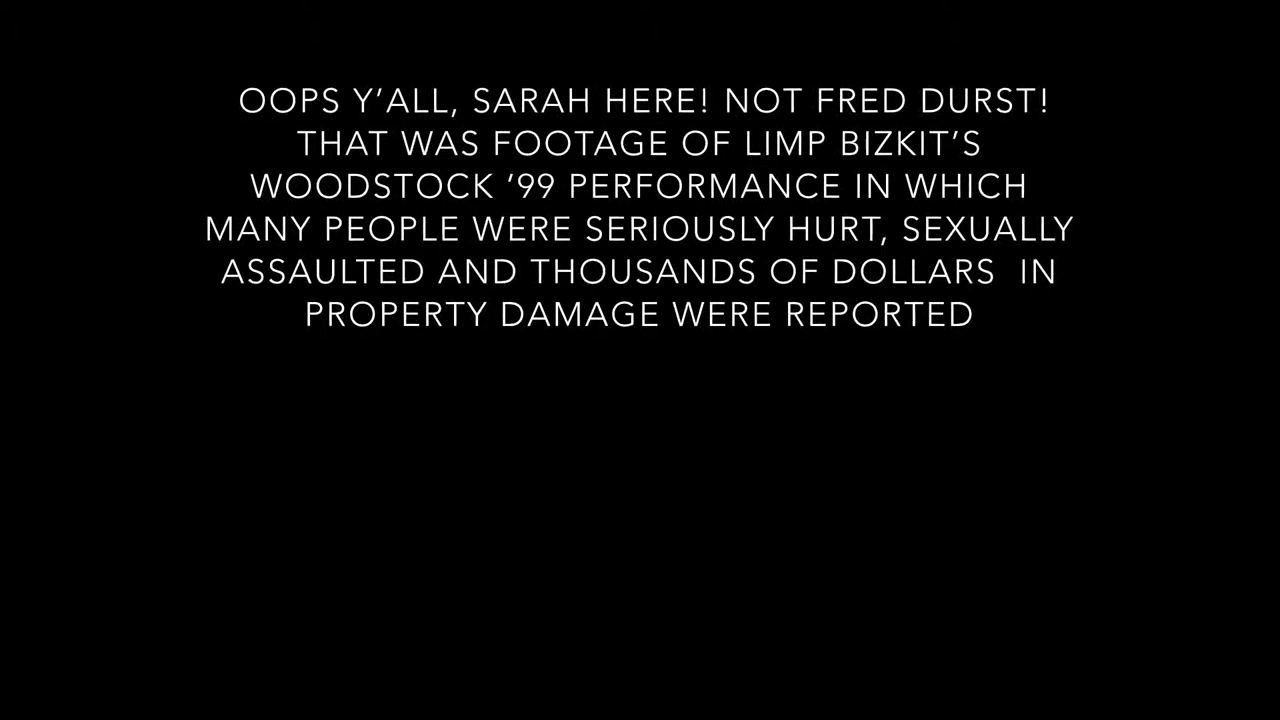 OOPS Y’ALL, SARAH HERE! NOT FRED DURST!
THAT WAS FOOTAGE OF LIMP BIZKIT’S
WOODSTOCK ’99 PERFORMANCE IN WHICH
MANY PEOPLE WERE SERIOUSLY HURT, SEXUALLY
ASSAULTED AND THOUSANDS OF DOLLARS  IN
PROPERTY DAMAGE WERE REPORTED